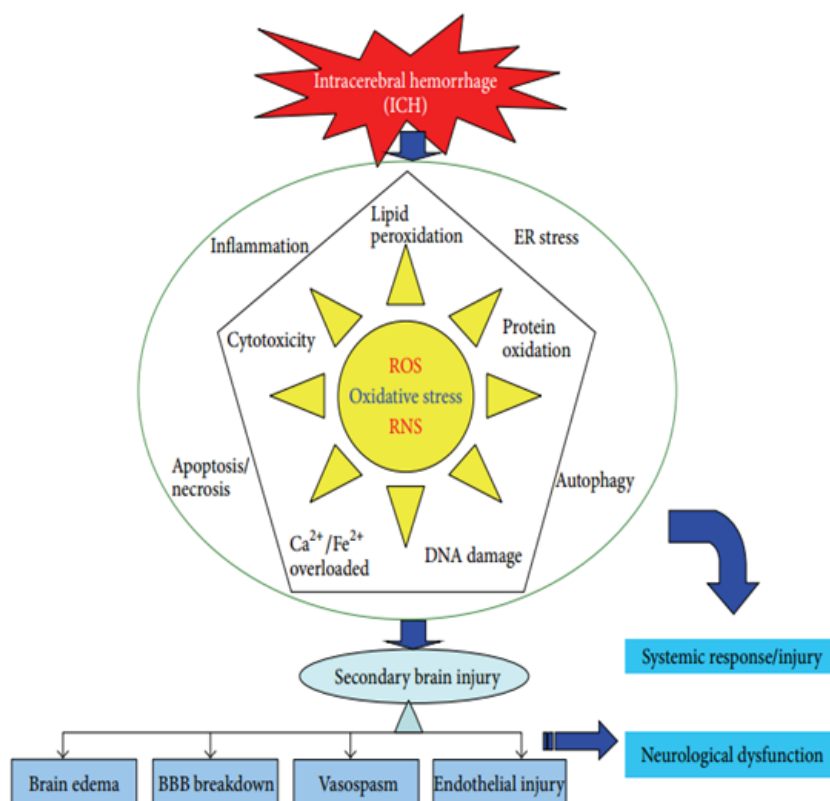 Intracerebral hemorrhage
(ICH)
Lipid
peroxidation
Inflammation
ER stress
Cytotoxicity
Protein
oxidation
ROS
Oxidative stress
RNS
Apoptosis/
necrosis
Autophagy
Ca²⁺/Fe²⁺
overloaded
DNA damage
Secondary brain injury
Systemic response/injury
Neurological dysfunction
Brain edema
BBB breakdown
Vasospasm
Endothelial injury